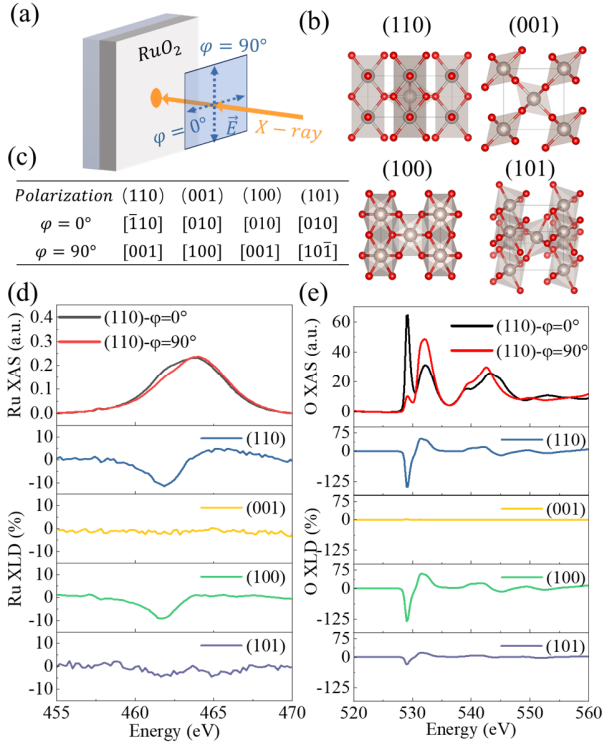 (a)
RuO₂
φ = 90°
φ = 0°
E⃗
X − ray
(b)
(110)
(001)
(100)
(101)
(c)
Polarization (110) (001) (100) (101)
φ = 0° [1̅10] [010] [010] [010]
φ = 90° [001] [100] [001] [101̅]
(d)
Ru XAS (a.u.)
0.4
0.3
0.2
0.1
0.0
(110)-φ=0°
(110)-φ=90°
Ru XLD (%)
10
0
-10
(110)
10
0
-10
(001)
10
0
-10
(100)
10
0
-10
(101)
455 460 465 470
Energy (eV)
(e)
O XAS (a.u.)
60
40
20
0
(110)-φ=0°
(110)-φ=90°
O XLD (%)
75
0
-125
(110)
75
0
125
(001)
75
0
-125
(100)
75
0
-125
(101)
520 530 540 550 560
Energy (eV)